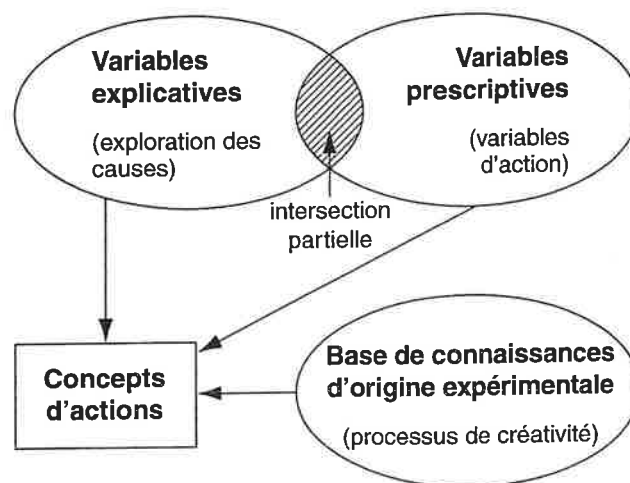 Variables
explicatives
(exploration des
causes)
Variables
prescriptives
(variables
d'action)
intersection
partielle
Concepts
d'actions
Base de connaissances
d'origine expérimentale
(processus de créativité)